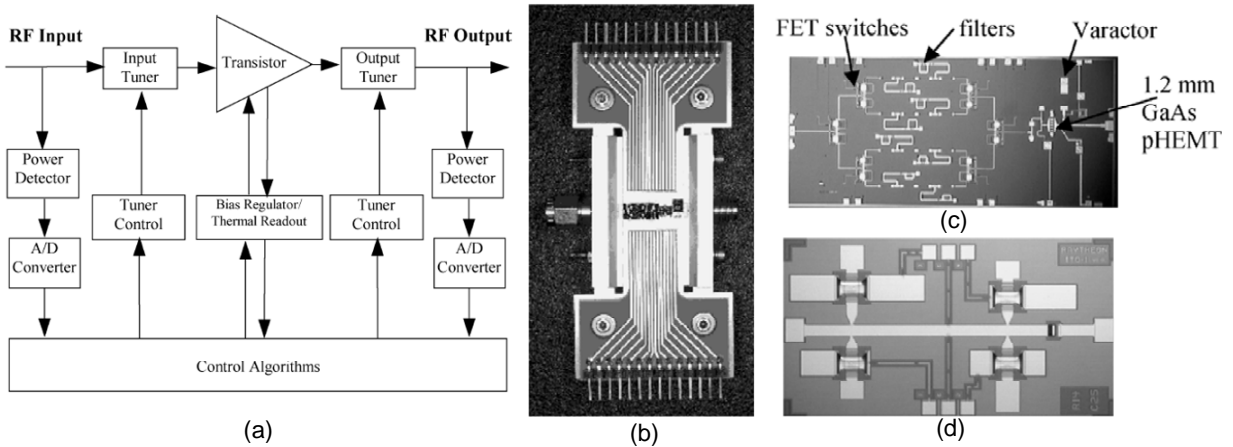 RF Input
RF Output
Input
Tuner
Transistor
Output
Tuner
Power
Detector
Tuner
Control
Bias Regulator/
Thermal Readout
Tuner
Control
Power
Detector
A/D
Converter
A/D
Converter
Control Algorithms
(a)
(b)
FET switches
filters
Varactor
1.2 mm
GaAs
pHEMT
(c)
RAYTHEON
(d)